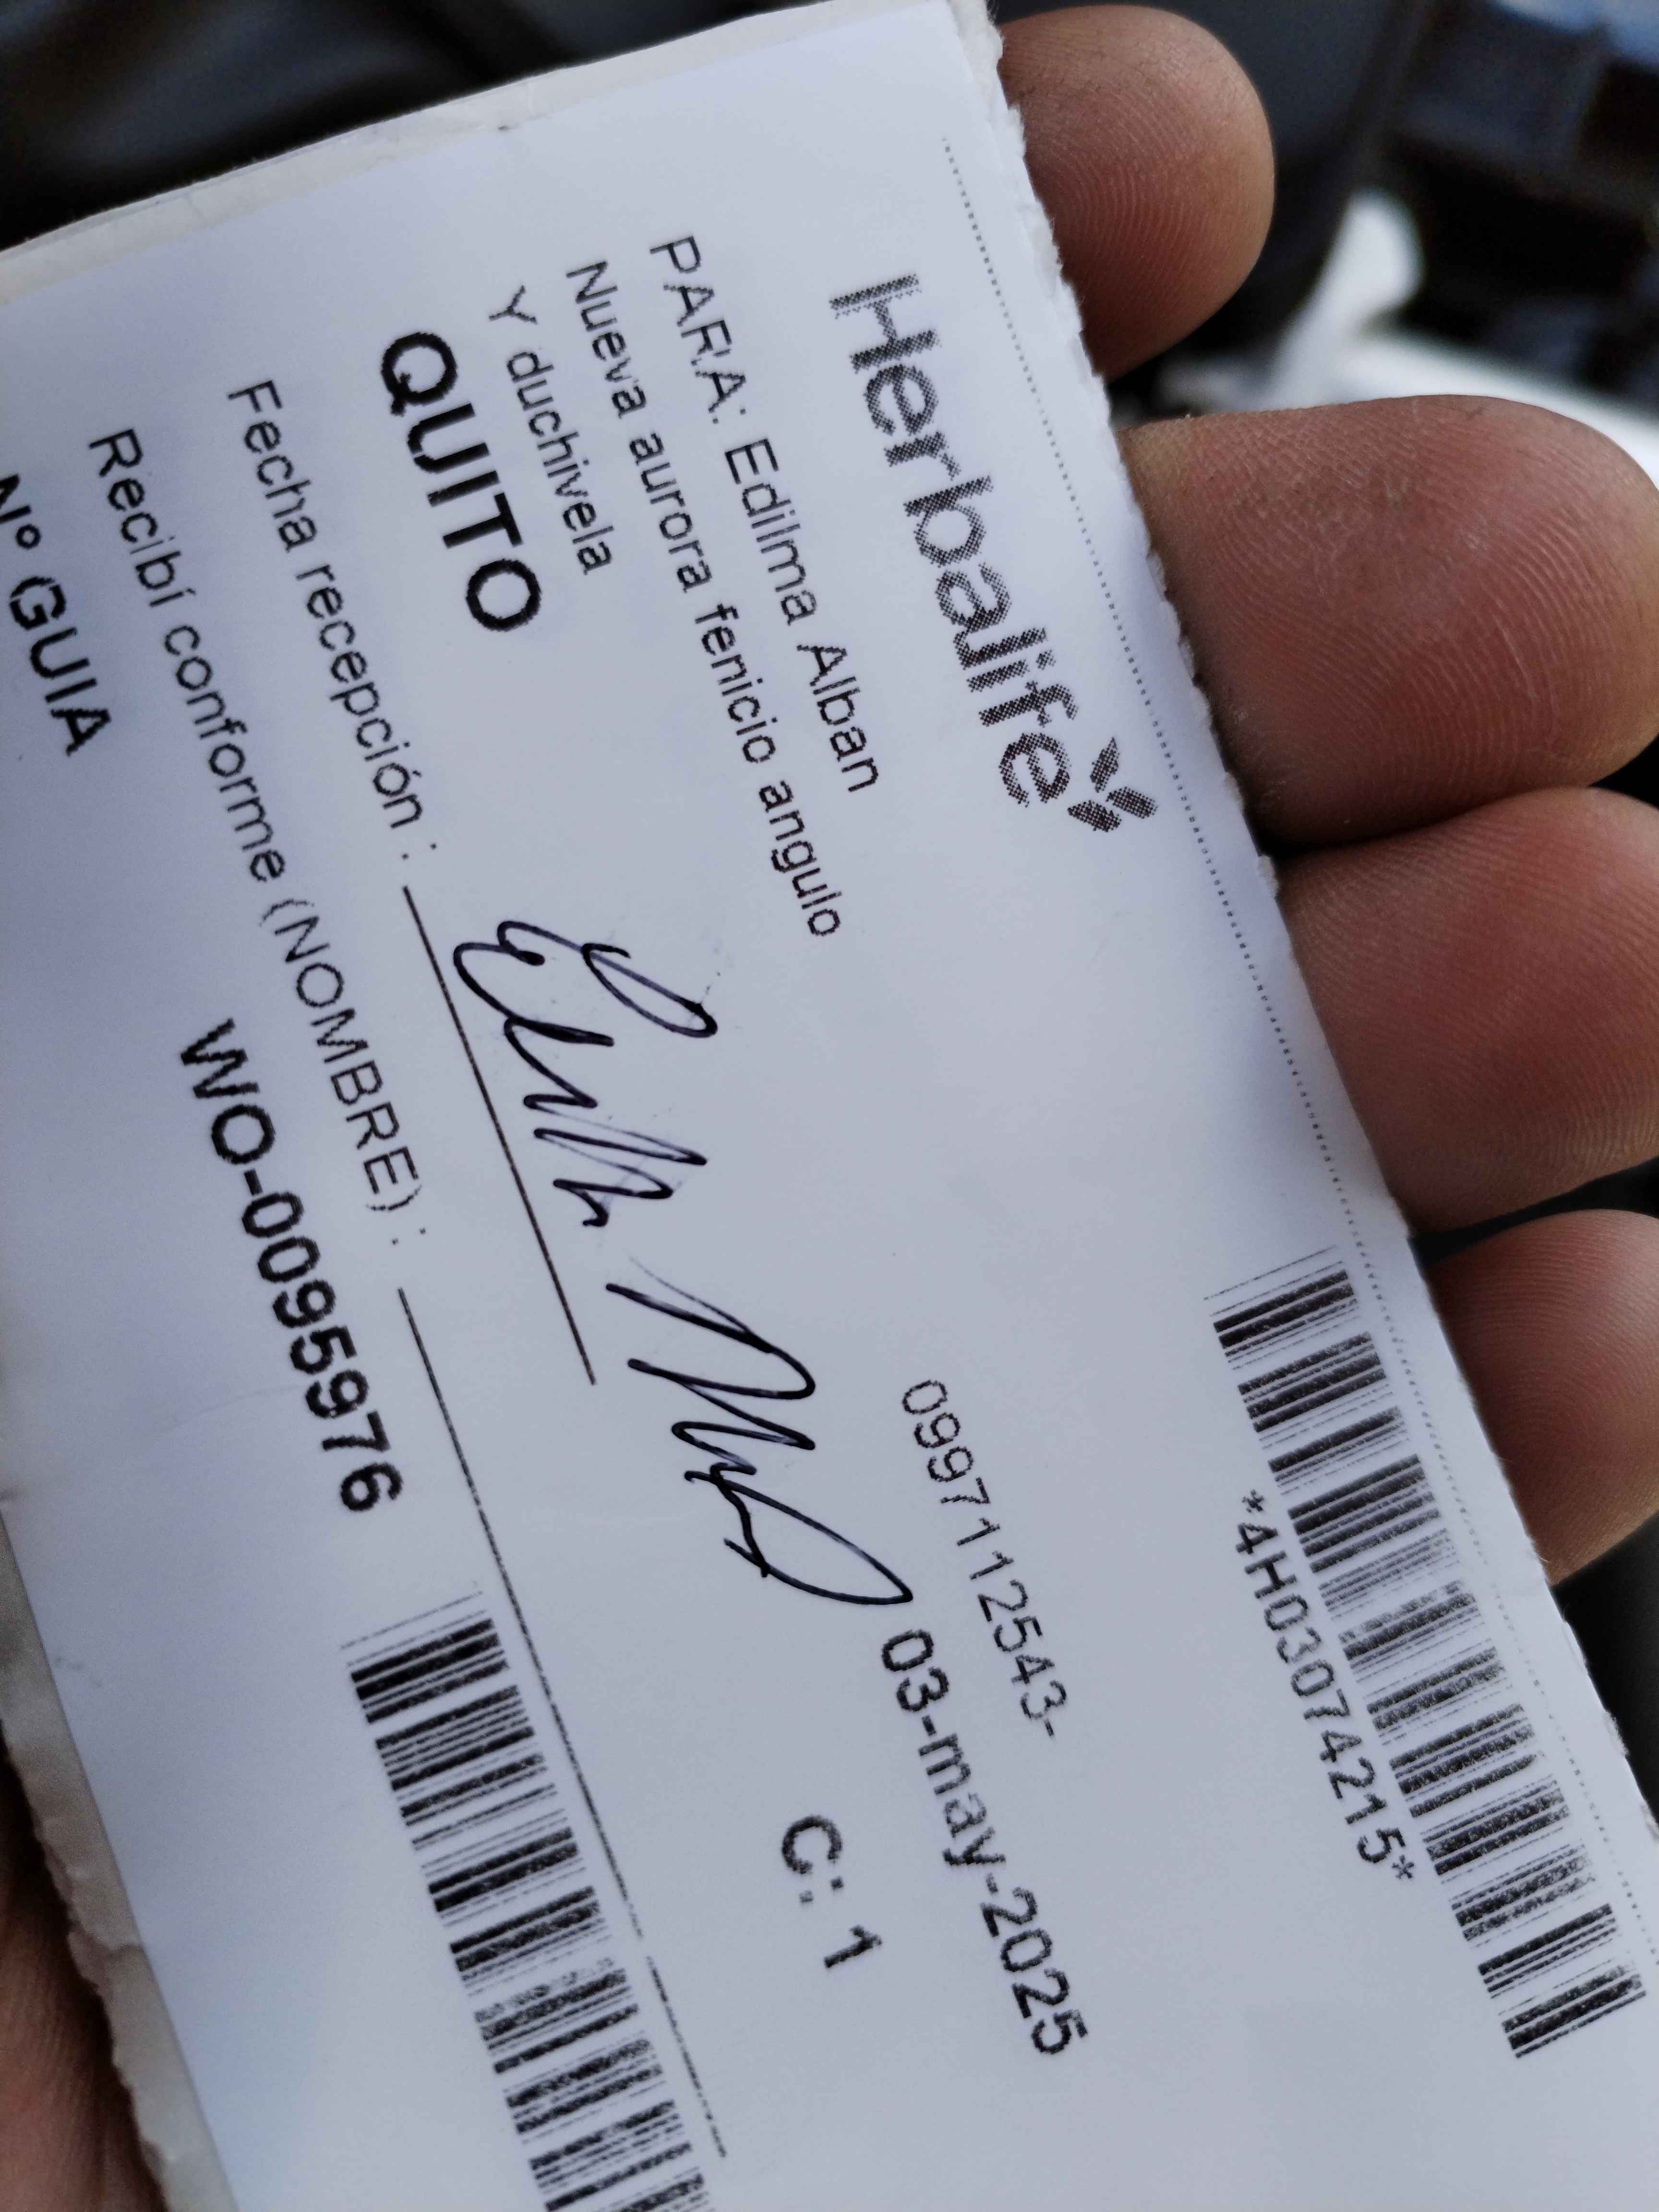 Herbalife
*4H03074215*
PARA: Edilma Alban
0997112543-
Nueva aurora fenicio angulo
Y duchivela
03-may-2025
QUITO
C: 1
Fecha recepción :
Recibí conforme (NOMBRE) :
Nº GUIA
WO-0095976